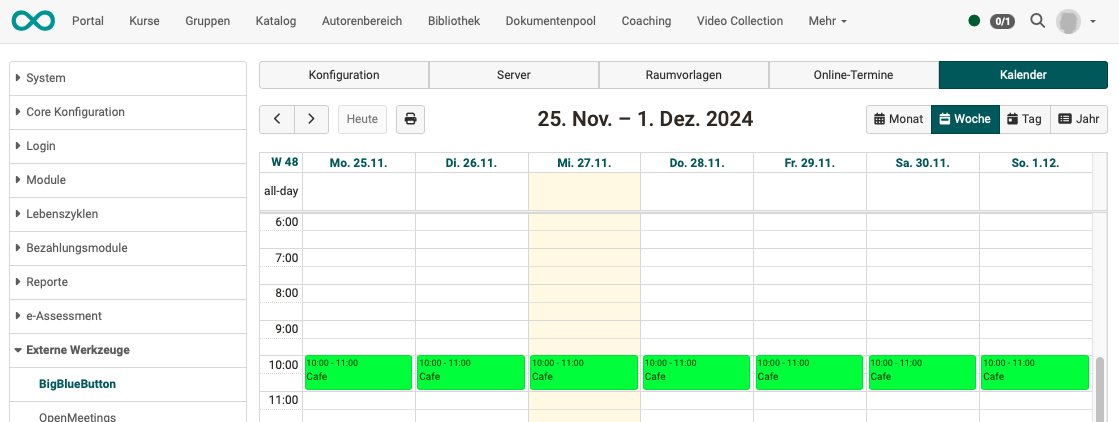 Portal Kurse Gruppen Katalog Autorenbereich Bibliothek Dokumentenpool Coaching Video Collection Mehr 0/1
System
Core Konfiguration
Login
Module
Lebenszyklen
Bezahlungsmodule
Reporte
e-Assessment
Externe Werkzeuge
BigBlueButton
OpenMeetings
Konfiguration Server Raumvorlagen Online-Termine Kalender
Heute 25. Nov. – 1. Dez. 2024 Monat Woche Tag Jahr
W 48 Mo. 25.11. Di. 26.11. Mi. 27.11. Do. 28.11. Fr. 29.11. Sa. 30.11. So. 1.12.
all-day
6:00
7:00
8:00
9:00
10:00 10:00 - 11:00 10:00 - 11:00 10:00 - 11:00 10:00 - 11:00 10:00 - 11:00 10:00 - 11:00 10:00 - 11:00
Cafe Cafe Cafe Cafe Cafe Cafe Cafe
11:00